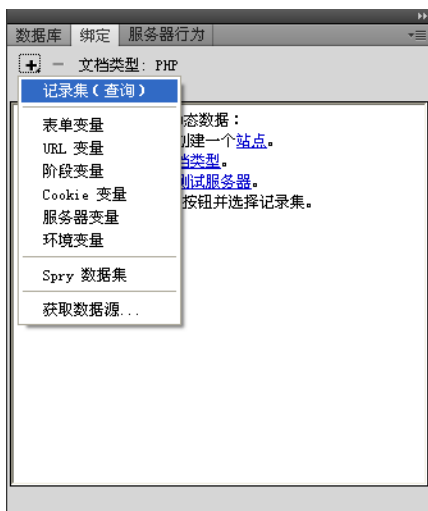 数据库 绑定 服务器行为
文档类型: PHP
记录集(查询)
表单变量
URL 变量
阶段变量
Cookie 变量
服务器变量
环境变量
Spry 数据集
获取数据源...
态数据：
建一个站点。
类型。
测试服务器。
按钮并选择记录集。